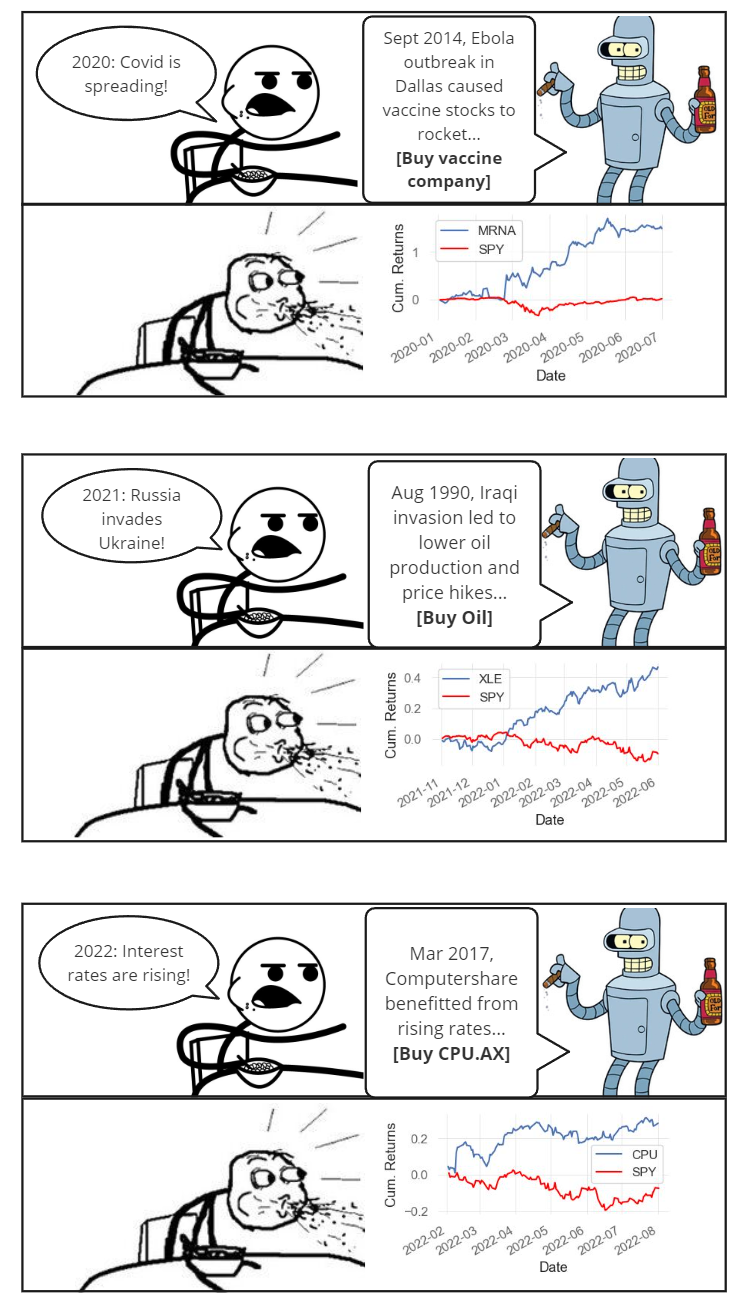 2020: Covid is
spreading!
Sept 2014, Ebola
outbreak in
Dallas caused
vaccine stocks to
rocket...
[Buy vaccine
company]
MRNA
SPY
Cum. Returns
1
0
2020-01
2020-02
2020-03
2020-04
2020-05
2020-06
2020-07
Date
2021: Russia
invades
Ukraine!
Aug 1990, Iraqi
invasion led to
lower oil
production and
price hikes...
[Buy Oil]
XLE
SPY
Cum. Returns
0.4
0.2
0.0
2021-11
2021-12
2022-01
2022-02
2022-03
2022-04
2022-05
2022-06
Date
2022: Interest
rates are rising!
Mar 2017,
Computershare
benefitted from
rising rates...
[Buy CPU.AX]
CPU
SPY
Cum. Returns
0.2
0.0
−0.2
2022-02
2022-03
2022-04
2022-05
2022-06
2022-07
2022-08
Date